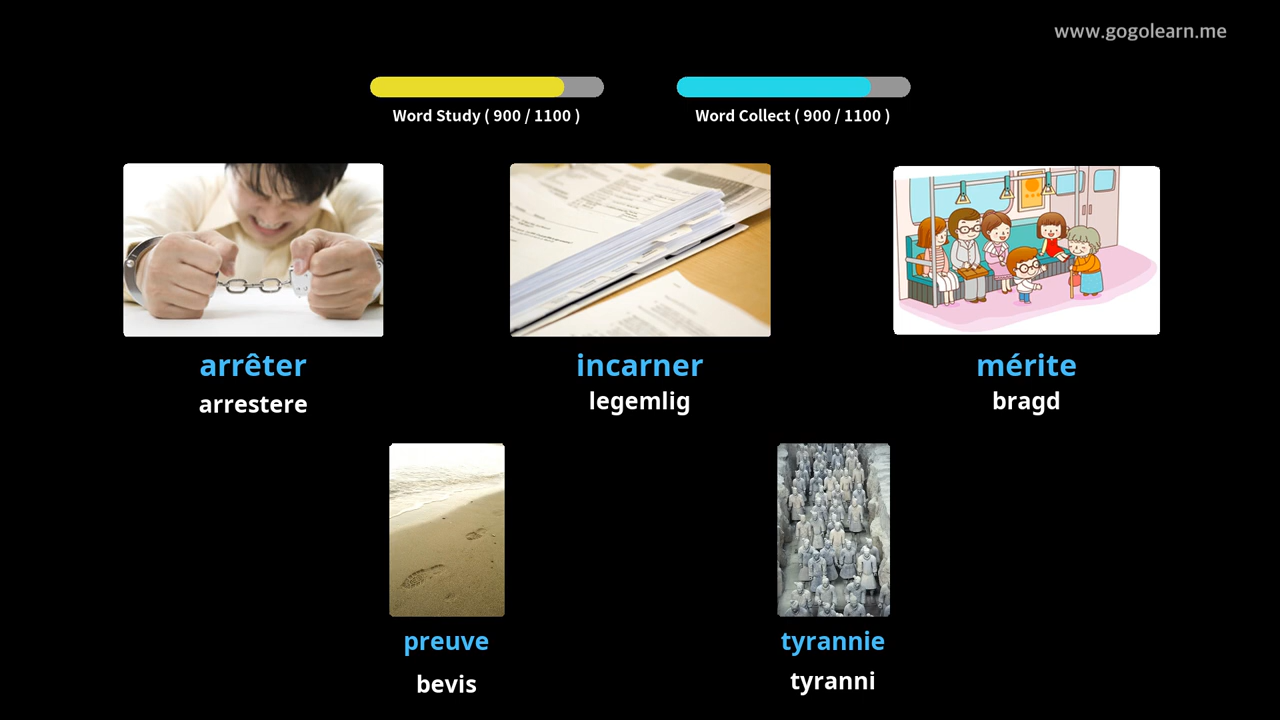 www.gogolearn.me
Word Study ( 900 / 1100 )
Word Collect ( 900 / 1100 )
arrêter
arrestere
incarner
legemlig
mérite
bragd
preuve
bevis
tyrannie
tyranni